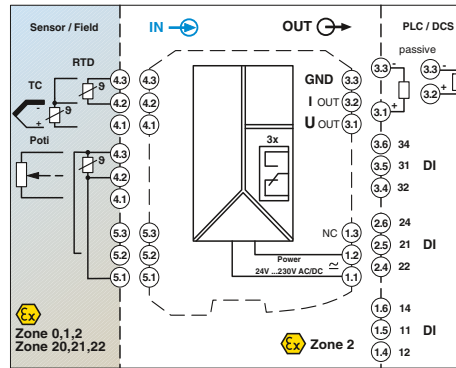 Sensor / Field
IN
OUT
PLC / DCS
RTD
passive
TC
-
+
ϑ
ϑ
4.3
4.2
4.1
4.3
4.2
4.1
Poti
ϑ
4.3
4.2
4.1
5.3
5.2
5.1
5.3
5.2
5.1
GND 3.3
I OUT 3.2
U OUT 3.1
3x
NC 1.3
Power 1.2
24V ...230V AC/DC 1.1
3.3 -
3.1 +
3.3 -
3.2 +
3.6 34
3.5 31 DI
3.4 32
2.6 24
2.5 21 DI
2.4 22
1.6 14
1.5 11 DI
1.4 12
Ex
Zone 0,1,2
Zone 20,21,22
Ex Zone 2